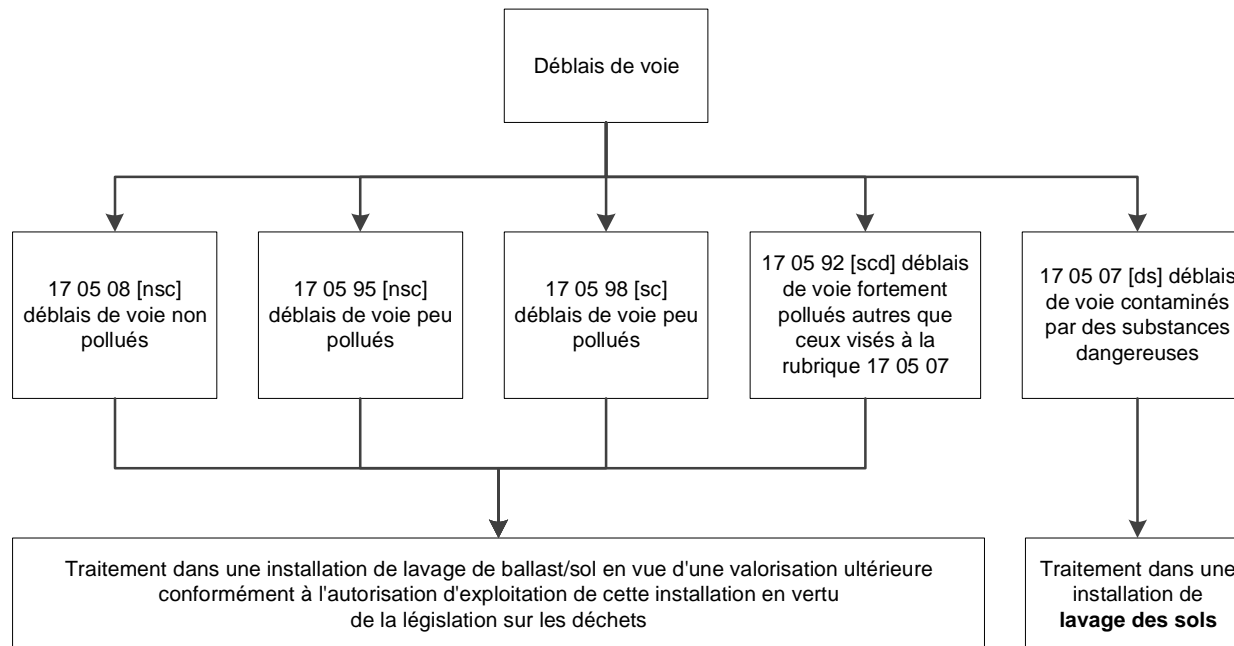 Déblais de voie
17 05 08 [nsc]
déblais de voie non
pollués
17 05 95 [nsc]
déblais de voie peu
pollués
17 05 98 [sc]
déblais de voie peu
pollués
17 05 92 [scd] déblais
de voie fortement
pollués autres que
ceux visés à la
rubrique 17 05 07
17 05 07 [ds] déblais
de voie contaminés
par des substances
dangereuses
Traitement dans une installation de lavage de ballast/sol en vue d'une valorisation ultérieure
conformément à l'autorisation d'exploitation de cette installation en vertu
de la législation sur les déchets
Traitement dans une
installation de
lavage des sols